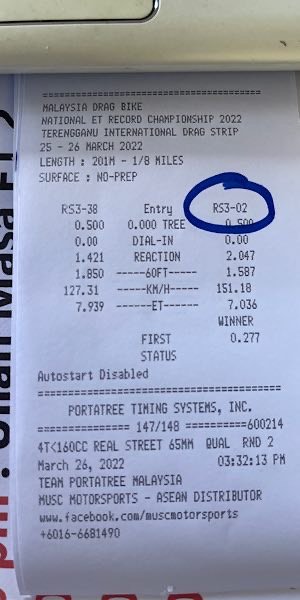 MALAYSIA DRAG BIKE
NATIONAL ET RECORD CHAMPIONSHIP 2022
TERENGGANU INTERNATIONAL DRAG STRIP
25 - 26 MARCH 2022
LENGTH : 201M - 1/8 MILES
SURFACE : NO-PREP
RS3-38 Entry RS3-02
0.500 0.000 TREE 0.500
0.00 DIAL-IN 0.00
1.421 REACTION 2.047
1.850 -----60FT----- 1.587
127.31 -----KM/H----- 151.18
7.939 ------ET------ 7.036
WINNER
FIRST 0.277
STATUS
Autostart Disabled
PORTATREE TIMING SYSTEMS, INC.
=============== 147/148 ==========600214
4T<160CC REAL STREET 65MM QUAL RND 2
March 26, 2022 03:32:13 PM
TEAM PORTATREE MALAYSIA
MUSC MOTORSPORTS - ASEAN DISTRIBUTOR
www.facebook.com/muscmotorsports
+6016-6681490